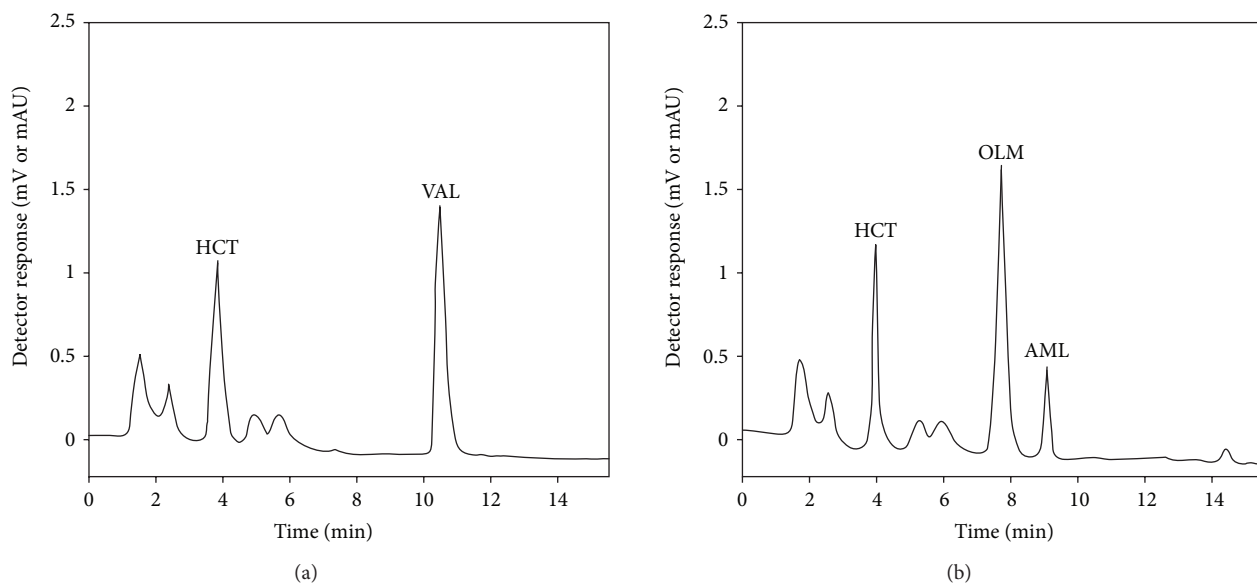 2.5
2
1.5
1
0.5
0
Detector response (mV or mAU)
HCT
VAL
0 2 4 6 8 10 12 14
Time (min)
(a)
2.5
2
1.5
1
0.5
0
Detector response (mV or mAU)
HCT
OLM
AML
0 2 4 6 8 10 12 14
Time (min)
(b)